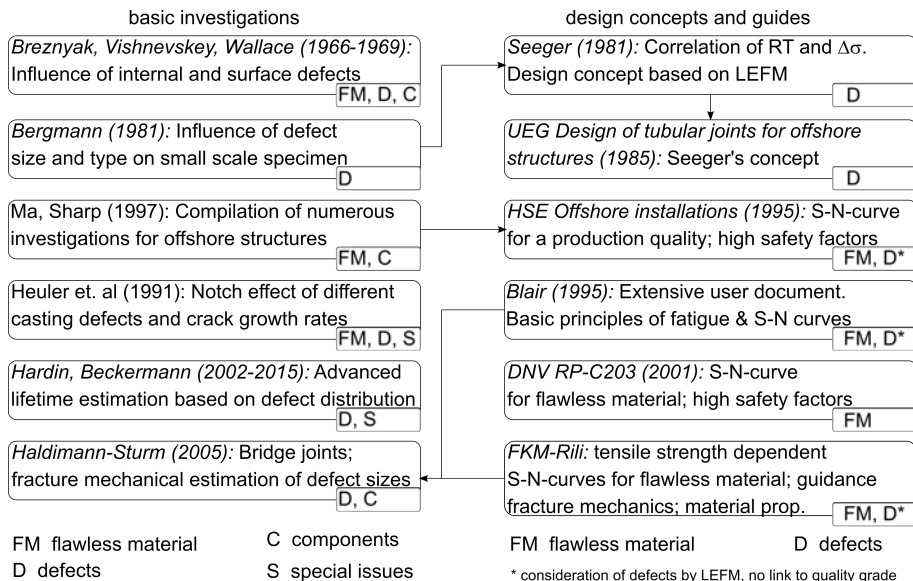 basic investigations
Breznyak, Vishnevskey, Wallace (1966-1969):
Influence of internal and surface defects
FM, D, C
Bergmann (1981): Influence of defect
size and type on small scale specimen
D
Ma, Sharp (1997): Compilation of numerous
investigations for offshore structures
FM, C
Heuler et. al (1991): Notch effect of different
casting defects and crack growth rates
FM, D, S
Hardin, Beckermann (2002-2015): Advanced
lifetime estimation based on defect distribution
D, S
Haldimann-Sturm (2005): Bridge joints;
fracture mechanical estimation of defect sizes
D, C
FM flawless material
C components
D defects
S special issues
design concepts and guides
Seeger (1981): Correlation of RT and Δσ.
Design concept based on LEFM
D
UEG Design of tubular joints for offshore
structures (1985): Seeger's concept
D
HSE Offshore installations (1995): S-N-curve
for a production quality; high safety factors
FM, D*
Blair (1995): Extensive user document.
Basic principles of fatigue & S-N curves
FM, D*
DNV RP-C203 (2001): S-N-curve
for flawless material; high safety factors
FM
FKM-Rili: tensile strength dependent
S-N-curves for flawless material; guidance
fracture mechanics; material prop.
FM, D*
FM flawless material
D defects
* consideration of defects by LEFM, no link to quality grade